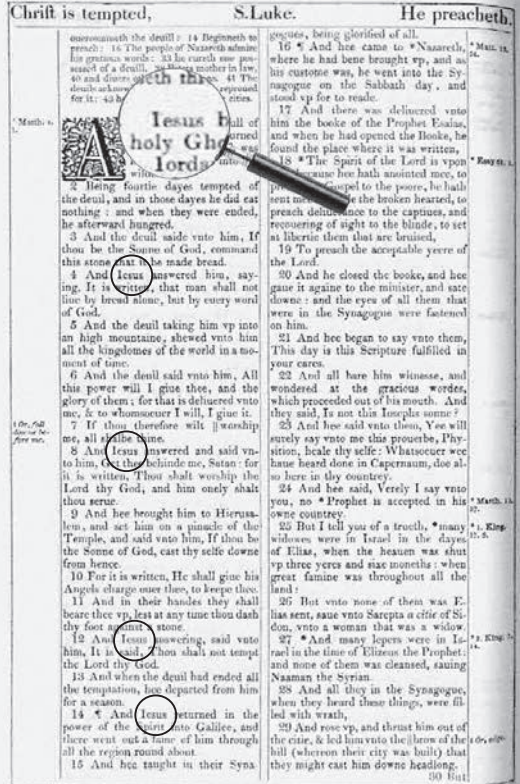 Christ is tempted,
S.Luke.
He preacheth.
ouercommeth the deuill: 14 Beginneth to
preach: 16 The people of Nazareth admire
his gratious words: 33 he cureth one pos-
sessed of a deuill, mother in law,
40 and diuers 41 The
deuils reprooued
for it: 43 cities.
Iesus
holy Gho
lords
A
full of
was
2 Being fourtie dayes tempted of
the deuil, and in those dayes he did eat
nothing: and when they were ended,
he afterward hungred.
3 And the deuil saide vnto him, If
thou be the Sonne of God, command
this stone that it be made bread.
4 And Iesus answered him, say-
ing, It is written, that man shall not
liue by bread alone, but by euery word
of God.
5 And the deuil taking him vp into
an high mountaine, shewed vnto him
all the kingdomes of the world in a mo-
ment of time.
6 And the deuil said vnto him, All
this power will I giue thee, and the
glory of them; for that is deliuered vnto
me, & to whomsoeuer I will, I giue it.
7 If thou therefore wilt ||worship
me, all shalbe thine.
8 And Iesus answered and said vn-
to him, Get thee behinde me, Satan: for
it is written, Thou shalt worship the
Lord thy God, and him onely shalt
thou serue.
9 And hee brought him to Hierusa-
lem, and set him on a pinacle of the
Temple, and said vnto him, If thou be
the Sonne of God, cast thy selfe downe
from hence.
10 For it is written, He shall giue his
Angels charge ouer thee, to keepe thee.
11 And in their handes they shall
beare thee vp, lest at any time thou dash
thy foot against a stone.
12 And Iesus answering, said vnto
him, It is said, Thou shalt not tempt
the Lord thy God.
13 And when the deuil had ended all
the temptation, hee departed from him
for a season.
14 ¶ And Iesus returned in the
power of the Spirit into Galilee, and
there went out a fame of him through
all the region round about.
15 And hee taught in their Syna-
gogues, being glorified of all.
16 ¶ And hee came to *Nazareth,
where he had bene brought vp, and as
his custome was, he went into the Sy-
nagogue on the Sabbath day, and
stood vp for to reade.
17 And there was deliuered vnto
him the booke of the Prophet Esaias,
and when he had opened the Booke, he
found the place where it was written,
18 *The Spirit of the Lord is vpon
because hee hath anointed mee, to
Gospel to the poore, he hath
sent the broken hearted, to
preach deliuerance to the captiues, and
recouering of sight to the blinde, to set
at libertie them that are bruised,
19 To preach the acceptable yeere of
the Lord.
20 And he closed the booke, and hee
gaue it againe to the minister, and sate
downe: and the eyes of all them that
were in the Synagogue were fastened
on him.
21 And hee began to say vnto them,
This day is this Scripture fulfilled in
your eares.
22 And all bare him witnesse, and
wondered at the gracious wordes,
which proceeded out of his mouth. And
they said, Is not this Iosephs sonne?
23 And hee said vnto them, Yee will
surely say vnto me this prouerbe, Phy-
sition, heale thy selfe: Whatsoeuer wee
haue heard done in Capernaum, doe al-
so here in thy countrey.
24 And hee said, Verely I say vnto
you, no *Prophet is accepted in his
owne countrey.
25 But I tell you of a trueth, *many
widowes were in Israel in the dayes
of Elias, when the heauen was shut
vp three yeres and sixe moneths: when
great famine was throughout all the
land:
26 But vnto none of them was E-
lias sent, saue vnto Sarepta a citie of Si-
don, vnto a woman that was a widow.
27 *And many lepers were in Is-
rael in the time of Elizeus the Prophet:
and none of them was cleansed, sauing
Naaman the Syrian.
28 And all they in the Synagogue,
when they heard these things, were fil-
led with wrath,
29 And rose vp, and thrust him out of
the citie, & led him vnto the ||brow of the
hill (whereon their city was built) that
they might cast him downe headlong.
30 But